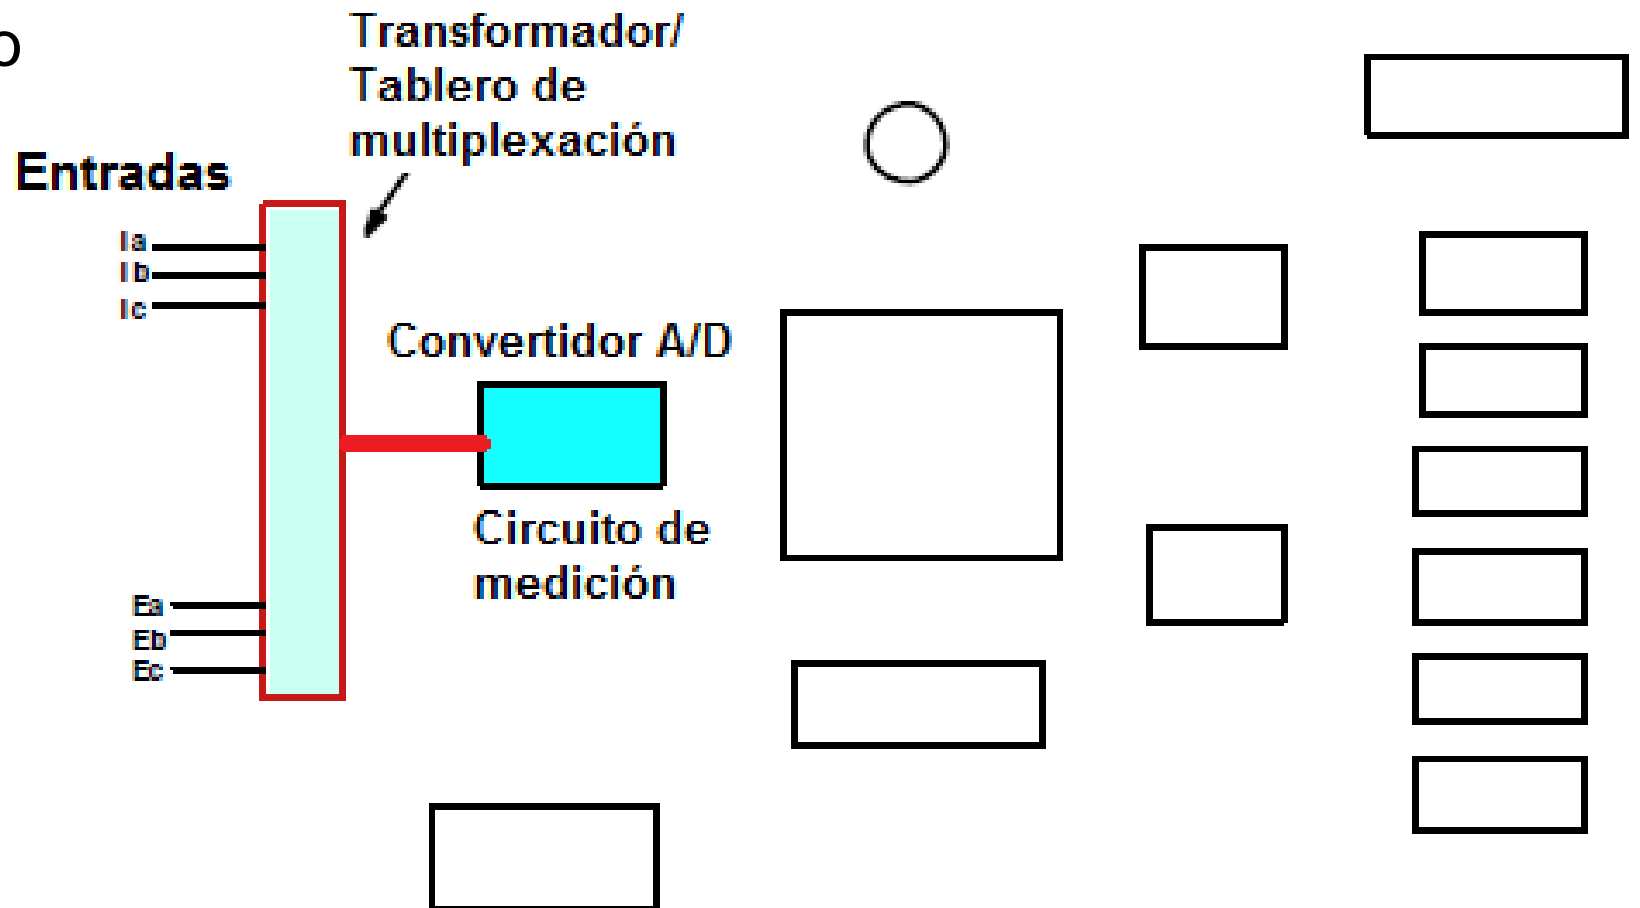 o
Transformador/
Tablero de
multiplexación
Entradas
Ia
Ib
Ic
Convertidor A/D
Circuito de
medición
Ea
Eb
Ec